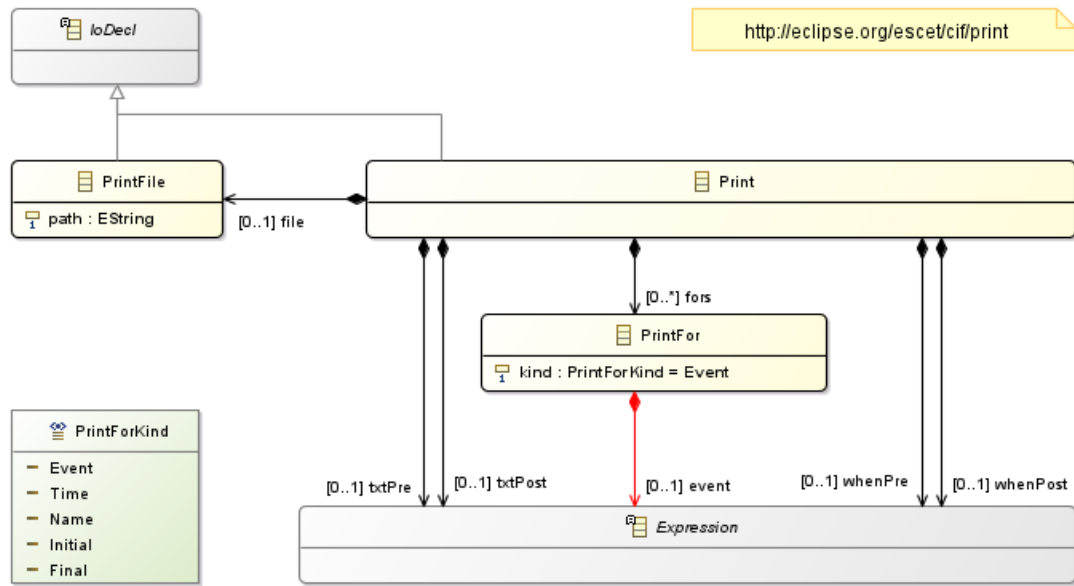 IoDecl
http://eclipse.org/escet/cif/print
PrintFile
path : EString
[0..1] file
Print
[0..*] fors
PrintFor
kind : PrintForKind = Event
PrintForKind
Event
Time
Name
Initial
Final
[0..1] txtPre
[0..1] txtPost
[0..1] event
[0..1] whenPre
[0..1] whenPost
Expression